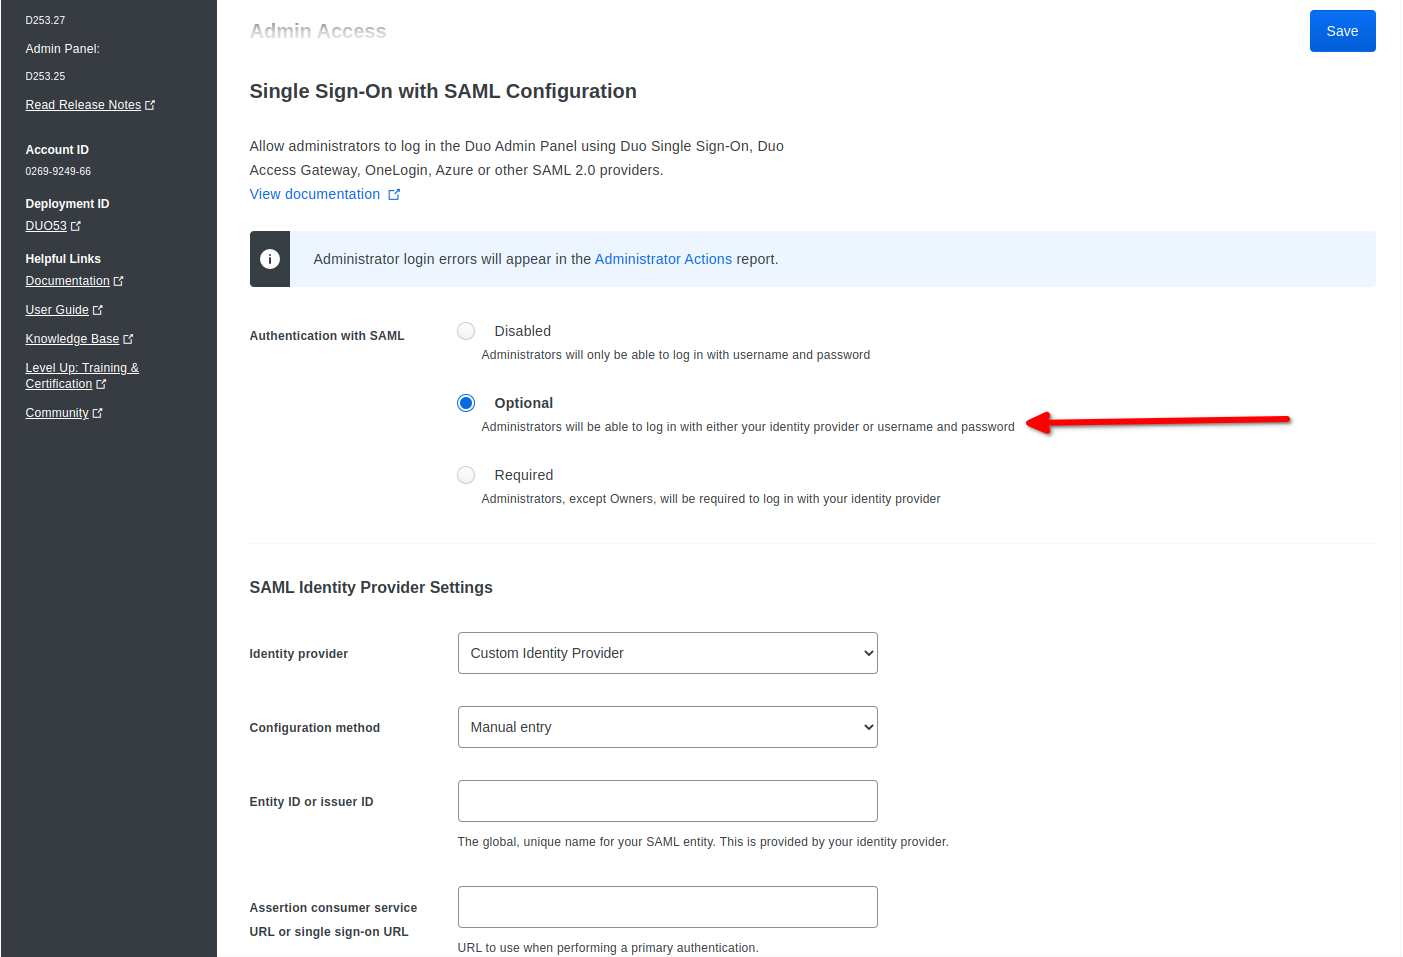 D253.27
Admin Panel:
D253.25
Read Release Notes
Account ID
0269-9249-66
Deployment ID
DUO53
Helpful Links
Documentation
User Guide
Knowledge Base
Level Up: Training &
Certification
Community
Admin Access
Save
Single Sign-On with SAML Configuration
Allow administrators to log in the Duo Admin Panel using Duo Single Sign-On, Duo
Access Gateway, OneLogin, Azure or other SAML 2.0 providers.
View documentation
Administrator login errors will appear in the Administrator Actions report.
Authentication with SAML
Disabled
Administrators will only be able to log in with username and password
Optional
Administrators will be able to log in with either your identity provider or username and password
Required
Administrators, except Owners, will be required to log in with your identity provider
SAML Identity Provider Settings
Identity provider
Custom Identity Provider
Configuration method
Manual entry
Entity ID or issuer ID
The global, unique name for your SAML entity. This is provided by your identity provider.
Assertion consumer service
URL or single sign-on URL
URL to use when performing a primary authentication.